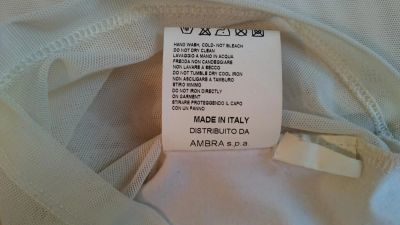 HAND WASH, COLD- NOT BLEACH
DO NOT DRY CLEAN
LAVAGGIO A MANO IN ACQUA
FREDDA NON CANDEGGIARE
NON LAVARE A SECCO
DO NOT TUMBLE DRY COOL IRON
NON ASCIUGARE A TAMBURO
STIRO MINIMO
DO NOT IRON DIRECTLY
ON GARMENT
STIRARE PROTEGGENDO IL CAPO
CON UN PANNO
MADE IN ITALY
DISTRIBUITO DA
AMBRA s.p.a